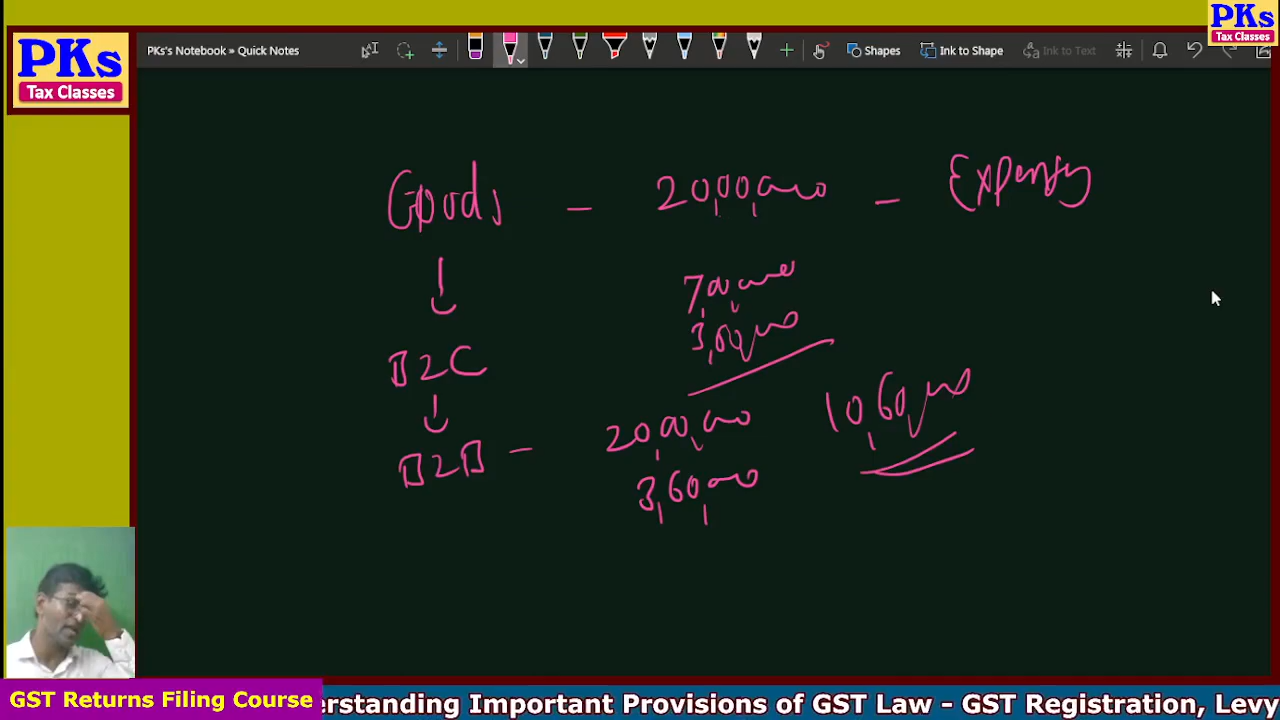 PKs
Tax Classes
PKs's Notebook » Quick Notes
Shapes
Ink to Shape
Ink to Text
PKs
Tax Classes
Goods - 20,00,000 - Expenses
7,00,000
3,60,000
B2C
10,60,000
B2B - 20,00,000
3,60,000
GST Returns Filing Course
erstanding Important Provisions of GST Law - GST Registration, Levy